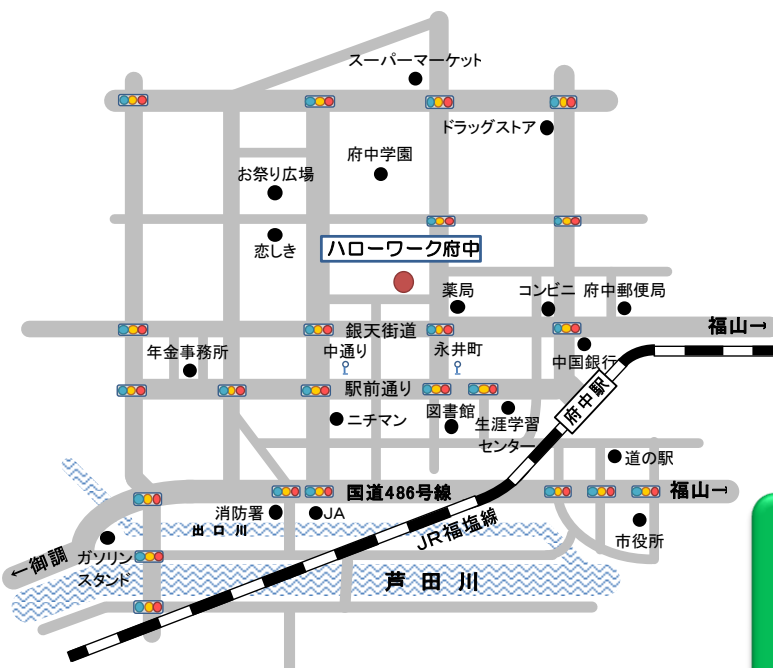 スーパーマーケット
ドラッグストア
府中学園
お祭り広場
恋しき
ハローワーク府中
薬局
コンビニ
府中郵便局
福山→
銀天街道
年金事務所
中通り
永井町
中国銀行
駅前通り
府中駅
ニチマン
図書館
生涯学習
センター
道の駅
国道486号線
福山→
消防署
JA
出口川
JR福塩線
市役所
←御調
ガソリン
スタンド
芦田川